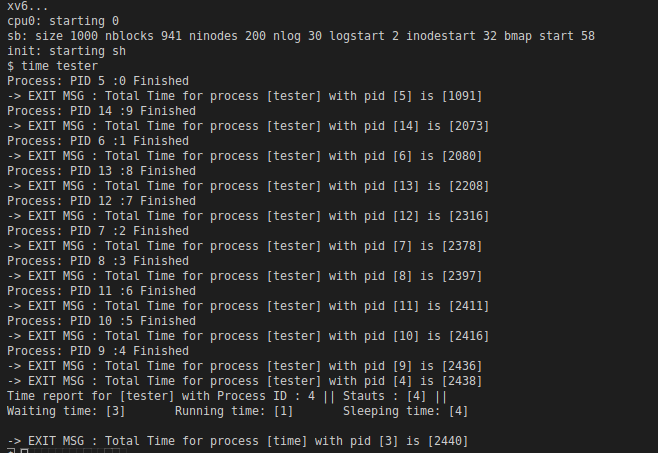 xv6...
cpu0: starting 0
sb: size 1000 nblocks 941 ninodes 200 nlog 30 logstart 2 inodestart 32 bmap start 58
init: starting sh
$ time tester
Process: PID 5 :0 Finished
-> EXIT MSG : Total Time for process [tester] with pid [5] is [1091]
Process: PID 14 :9 Finished
-> EXIT MSG : Total Time for process [tester] with pid [14] is [2073]
Process: PID 6 :1 Finished
-> EXIT MSG : Total Time for process [tester] with pid [6] is [2080]
Process: PID 13 :8 Finished
-> EXIT MSG : Total Time for process [tester] with pid [13] is [2208]
Process: PID 12 :7 Finished
-> EXIT MSG : Total Time for process [tester] with pid [12] is [2316]
Process: PID 7 :2 Finished
-> EXIT MSG : Total Time for process [tester] with pid [7] is [2378]
Process: PID 8 :3 Finished
-> EXIT MSG : Total Time for process [tester] with pid [8] is [2397]
Process: PID 11 :6 Finished
-> EXIT MSG : Total Time for process [tester] with pid [11] is [2411]
Process: PID 10 :5 Finished
-> EXIT MSG : Total Time for process [tester] with pid [10] is [2416]
Process: PID 9 :4 Finished
-> EXIT MSG : Total Time for process [tester] with pid [9] is [2436]
-> EXIT MSG : Total Time for process [tester] with pid [4] is [2438]
Time report for [tester] with Process ID : 4 || Stauts : [4] ||
Waiting time: [3] Running time: [1] Sleeping time: [4]
-> EXIT MSG : Total Time for process [time] with pid [3] is [2440]